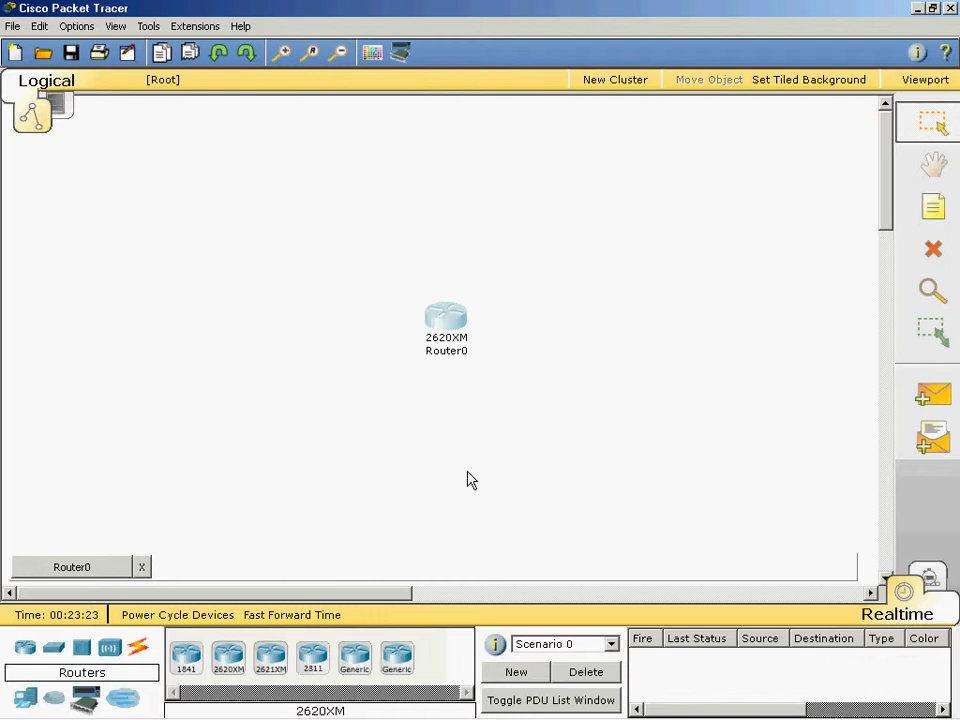 Cisco Packet Tracer
File Edit Options View Tools Extensions Help
Logical [Root] New Cluster Move Object Set Tiled Background Viewport
2620XM
Router0
Router0 X
Time: 00:23:23 Power Cycle Devices Fast Forward Time Realtime
Routers
1841 2620XM 2621XM 2811 Generic Generic
2620XM
Scenario 0
New Delete
Toggle PDU List Window
Fire Last Status Source Destination Type Color